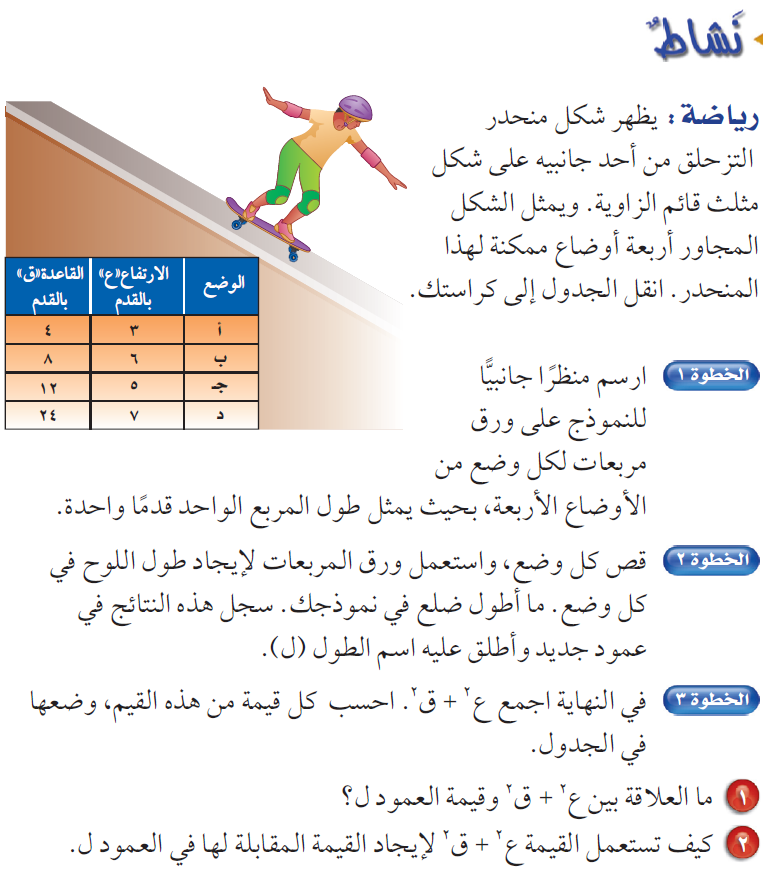 نَشاطٌ
رياضة: يظهر شكل منحدر
التزحلق من أحد جانبيه على شكل
مثلث قائم الزاوية. ويمثل الشكل
المجاور أربعة أوضاع ممكنة لهذا
المنحدر. انقل الجدول إلى كراستك.
الوضع الارتفاع«ع» بالقدم القاعدة«ق» بالقدم
أ ٣ ٤
ب ٦ ٨
جـ ٥ ١٢
د ٧ ٢٤
الخطوة ١ ارسم منظرًا جانبيًّا
للنموذج على ورق
مربعات لكل وضع من
الأوضاع الأربعة، بحيث يمثل طول المربع الواحد قدمًا واحدة.
الخطوة ٢ قص كل وضع، واستعمل ورق المربعات لإيجاد طول اللوح في
كل وضع. ما أطول ضلع في نموذجك. سجل هذه النتائج في
عمود جديد وأطلق عليه اسم الطول (ل).
الخطوة ٣ في النهاية اجمع ع٢ + ق٢. احسب كل قيمة من هذه القيم، وضعها
في الجدول.
١ ما العلاقة بين ع٢ + ق٢ وقيمة العمود ل؟
٢ كيف تستعمل القيمة ع٢ + ق٢ لإيجاد القيمة المقابلة لها في العمود ل.